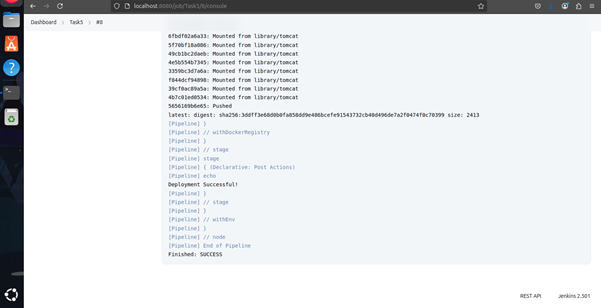 localhost:8080/job/Task5/8/console
Dashboard > Task5 > #8
6fbdf02a6a33: Mounted from library/tomcat
5f70bf18a086: Mounted from library/tomcat
49cb1bc2daeb: Mounted from library/tomcat
4e5b554b7345: Mounted from library/tomcat
3359bc3d7a6a: Mounted from library/tomcat
f844dcf94898: Mounted from library/tomcat
39cf0ac89a5a: Mounted from library/tomcat
4b7c01ed0534: Mounted from library/tomcat
5656169b6e65: Pushed
latest: digest: size: 2413
[Pipeline] }
[Pipeline] // withDockerRegistry
[Pipeline] }
[Pipeline] // stage
[Pipeline] stage
[Pipeline] { (Declarative: Post Actions)
[Pipeline] echo
Deployment Successful!
[Pipeline] }
[Pipeline] // stage
[Pipeline] }
[Pipeline] // withEnv
[Pipeline] }
[Pipeline] // node
[Pipeline] End of Pipeline
Finished: SUCCESS
REST API Jenkins 2.501